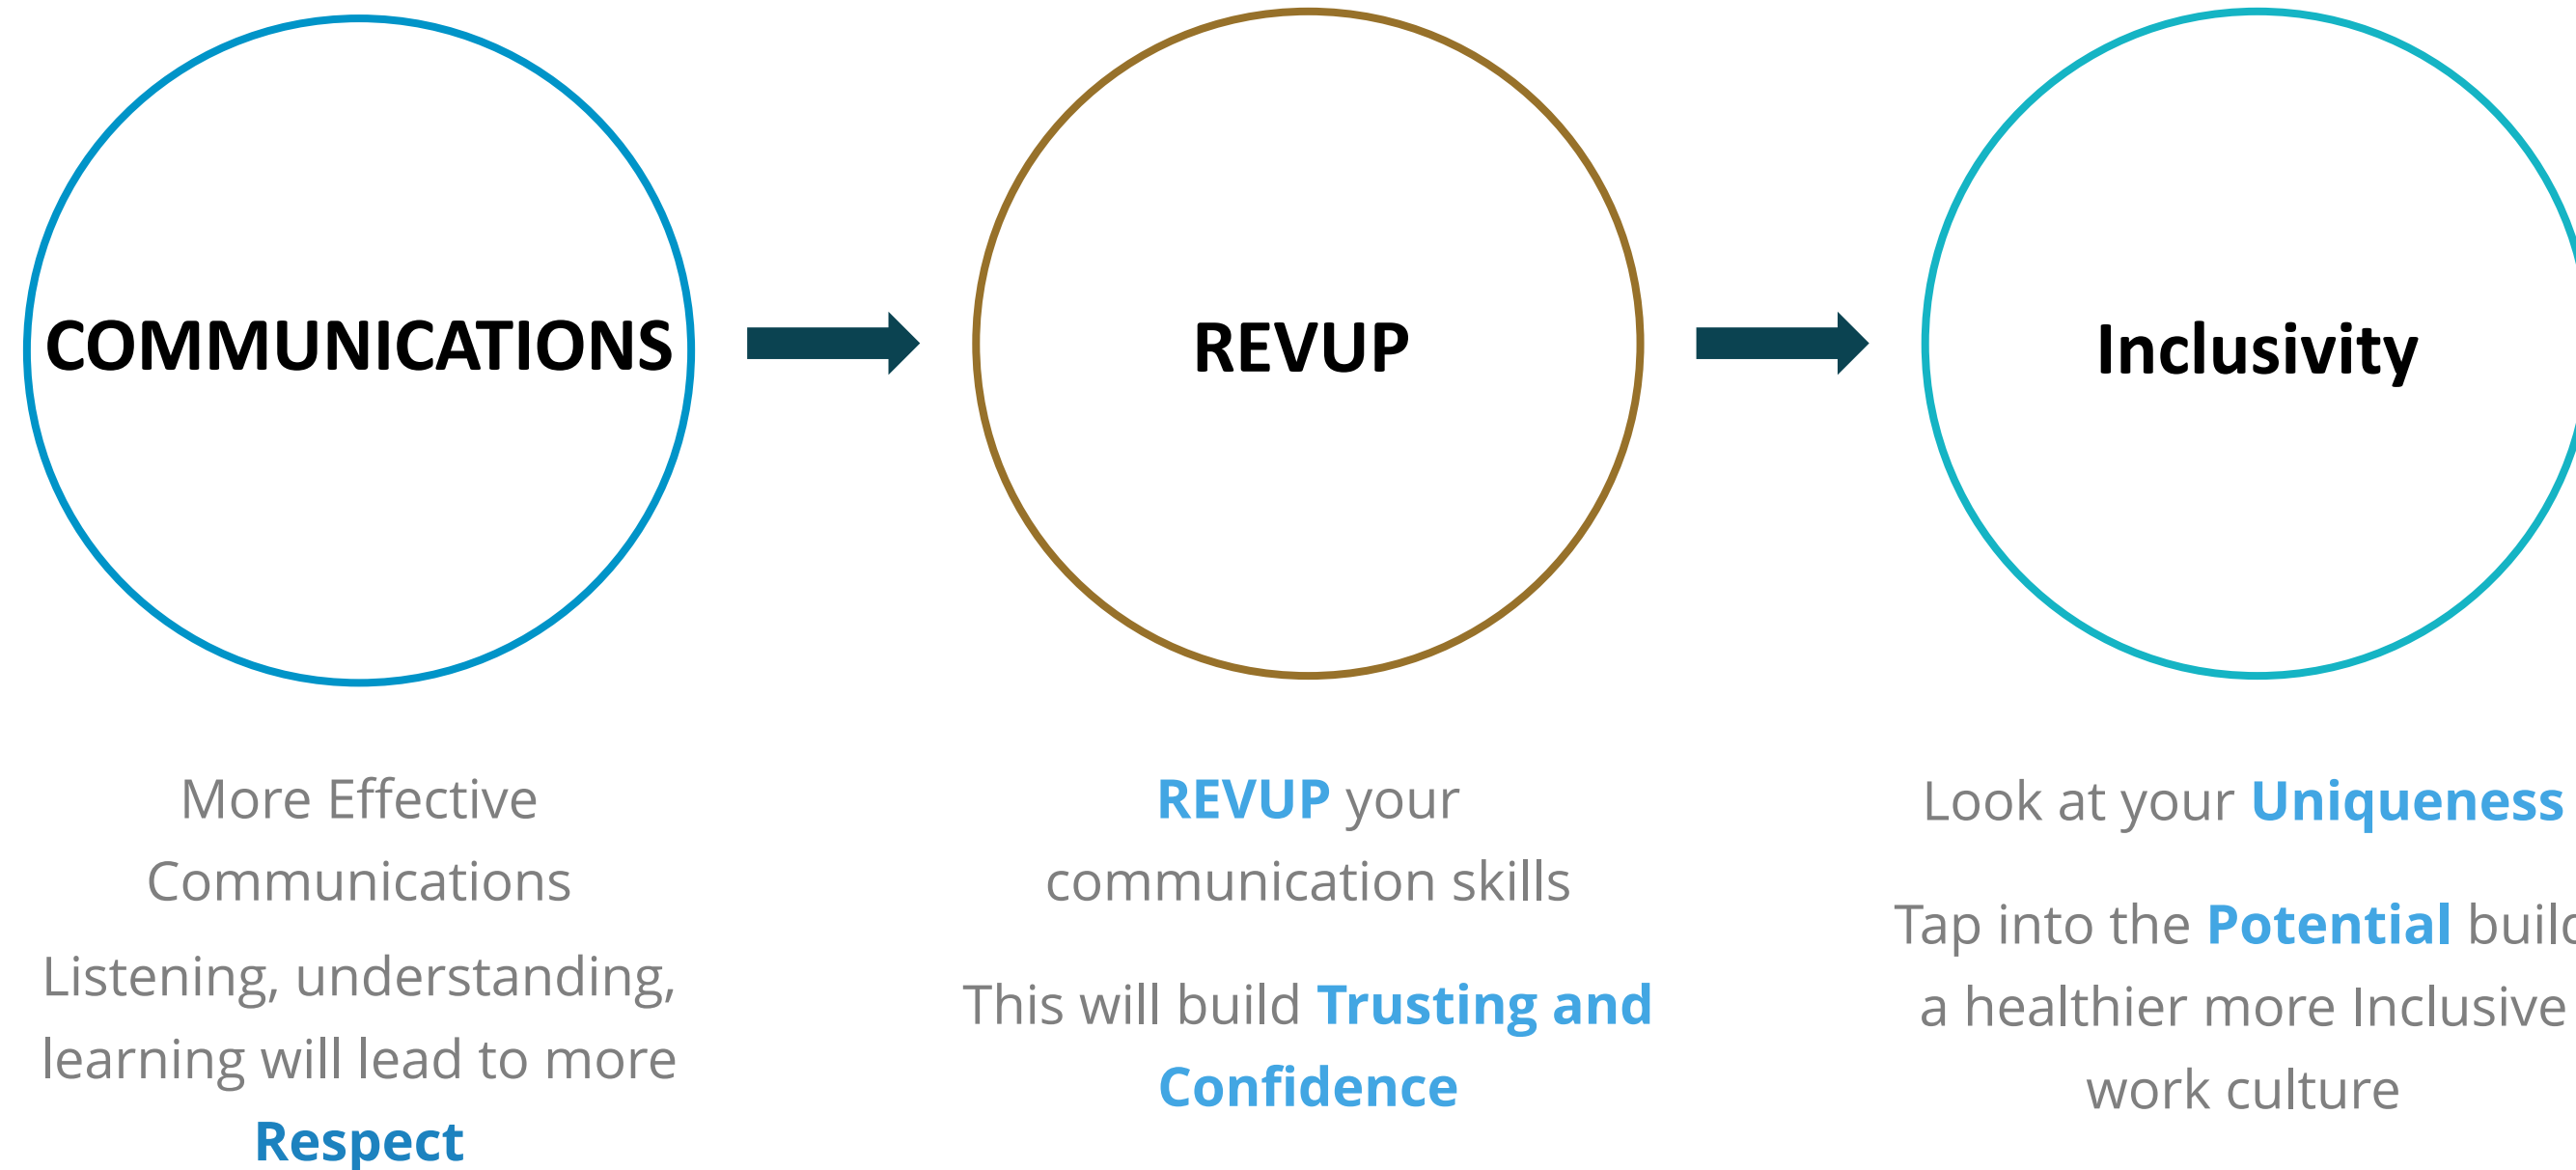 COMMUNICATIONS
REVUP
Inclusivity
More Effective
Communications
Listening, understanding,
learning will lead to more
Respect
REVUP your
communication skills
This will build Trusting and
Confidence
Look at your Uniqueness
Tap into the Potential build
a healthier more Inclusive
work culture